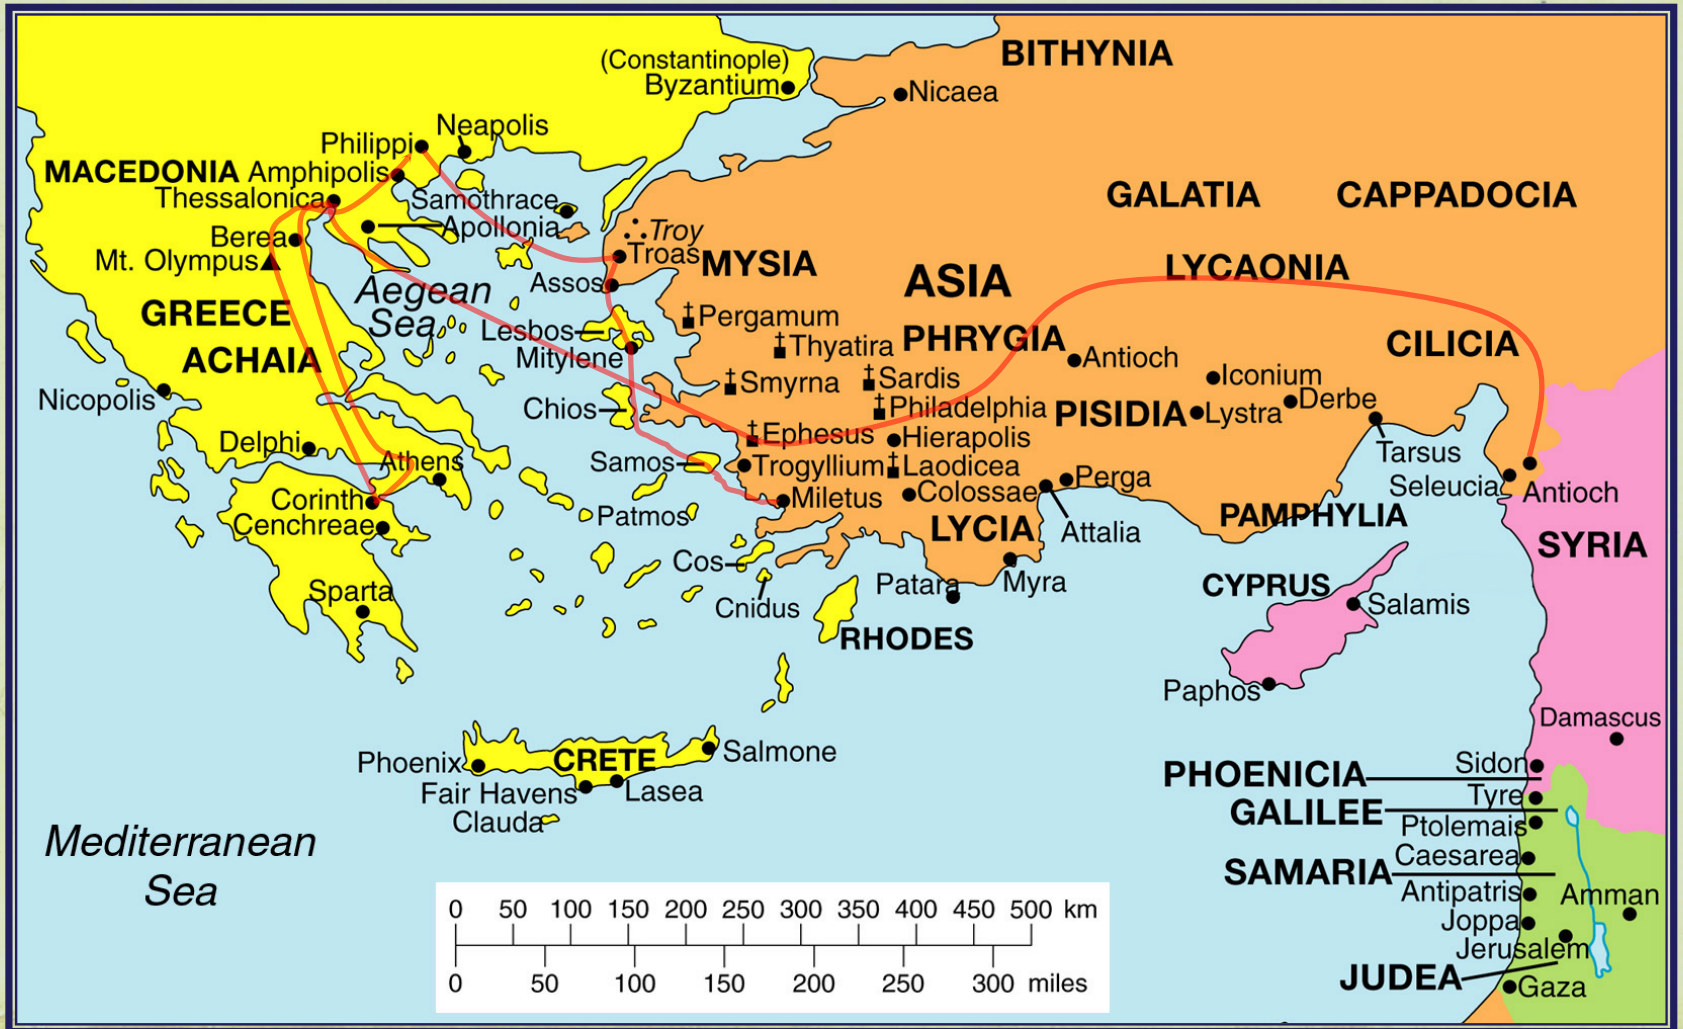 BITHYNIA
(Constantinople)
Byzantium
Nicaea
Neapolis
Philippi
MACEDONIA
Amphipolis
Thessalonica
Samothrace
Apollonia
GALATIA
CAPPADOCIA
Troy
Berea
Mt. Olympus
Troas
MYSIA
LYCAONIA
Assos
ASIA
Aegean
Sea
GREECE
Pergamum
Lesbos
Thyatira
PHRYGIA
CILICIA
ACHAIA
Mitylene
Antioch
Smyrna
Sardis
Iconium
Nicopolis
Chios
Philadelphia
PISIDIA
Lystra
Derbe
Delphi
Ephesus
Hierapolis
Tarsus
Athens
Samos
Trogyllium
Laodicea
Perga
Seleucia
Antioch
Corinth
Miletus
Colossae
Cenchreae
Patmos
LYCIA
Attalia
PAMPHYLIA
SYRIA
Cos
Sparta
Cnidus
Patara
Myra
CYPRUS
Salamis
RHODES
Paphos
Damascus
Phoenix
CRETE
Salmone
PHOENICIA
Sidon
Fair Havens
Lasea
Tyre
Clauda
GALILEE
Ptolemais
Mediterranean
Sea
SAMARIA
Caesarea
Antipatris
Amman
Joppa
Jerusalem
JUDEA
Gaza
0 50 100 150 200 250 300 350 400 450 500 km
0 50 100 150 200 250 300 miles